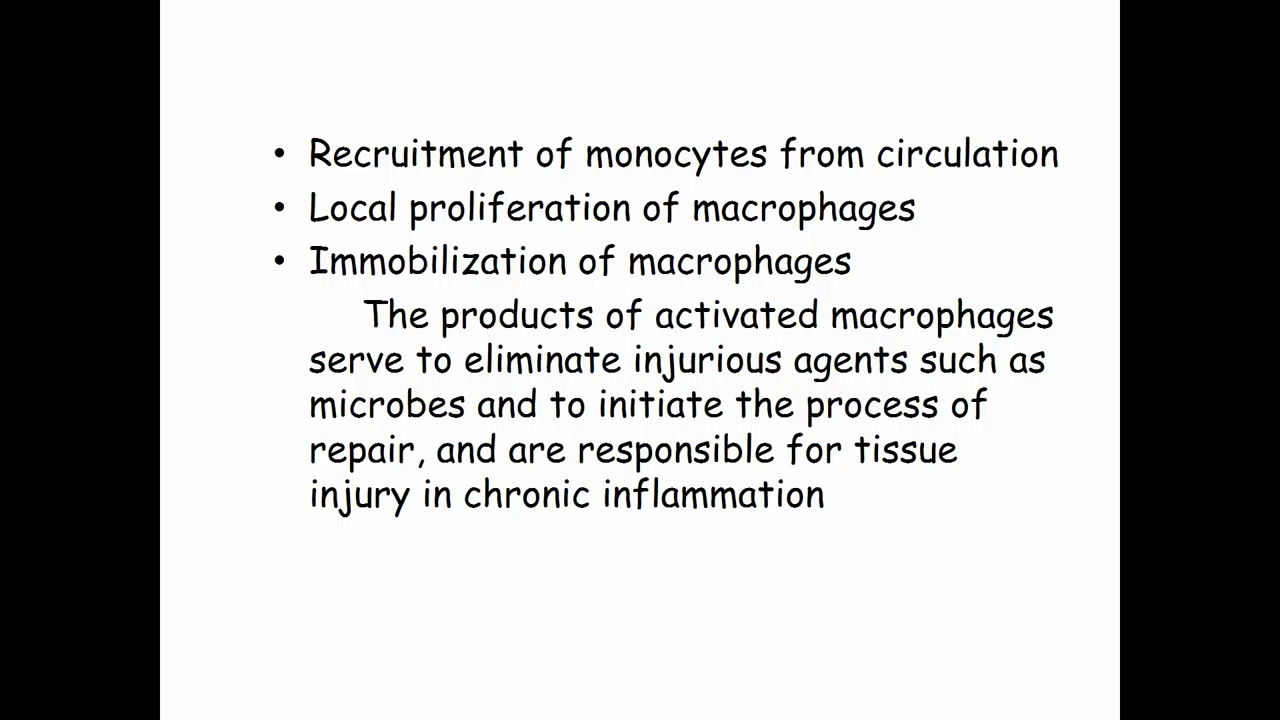 • Recruitment of monocytes from circulation
• Local proliferation of macrophages
• Immobilization of macrophages
The products of activated macrophages
serve to eliminate injurious agents such as
microbes and to initiate the process of
repair, and are responsible for tissue
injury in chronic inflammation